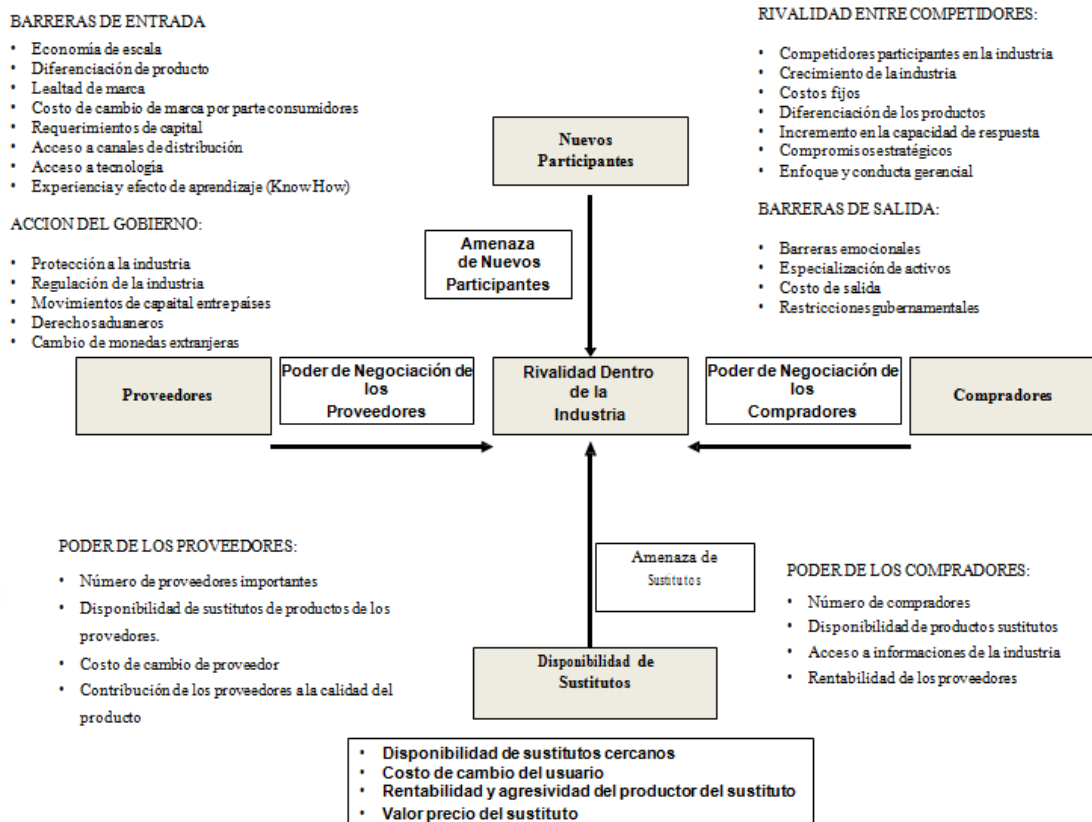 BARRERAS DE ENTRADA
• Economía de escala
• Diferenciación de producto
• Lealtad de marca
• Costo de cambio de marca por parte consumidores
• Requerimientos de capital
• Acceso a canales de distribución
• Acceso a tecnología
• Experiencia y efecto de aprendizaje (Know How)
ACCION DEL GOBIERNO:
• Protección a la industria
• Regulación de la industria
• Movimientos de capaital entre países
• Derechos aduaneros
• Cambio de monedas extranjeras
RIVALIDAD ENTRE COMPETIDORES:
• Competidores participantes en la industria
• Crecimiento de la industria
• Costos fijos
• Diferenciación de los productos
• Incremento en la capacidad de respuesta
• Compromisos estratégicos
• Enfoque y conducta gerencial
BARRERAS DE SALIDA:
• Barreras emocionales
• Especialización de activos
• Costo de salida
• Restricciones gubernamentales
Nuevos
Participantes
Amenaza
de Nuevos
Participantes
Proveedores
Poder de Negociación de
los
Proveedores
Rivalidad Dentro
de la
Industria
Poder de Negociación de
los
Compradores
Compradores
PODER DE LOS PROVEEDORES:
• Número de proveedores importantes
• Disponibilidad de sustitutos de productos de los
provedores.
• Costo de cambio de proveedor
• Contribución de los proveedores a la calidad del
producto
Amenaza de
Sustitutos
PODER DE LOS COMPRADORES:
• Número de compradores
• Disponibilidad de productos sustitutos
• Acceso a informaciones de la industria
• Rentabilidad de los proveedores
Disponibilidad de
Sustitutos
• Disponibilidad de sustitutos cercanos
• Costo de cambio del usuario
• Rentabilidad y agresividad del productor del sustituto
• Valor precio del sustituto